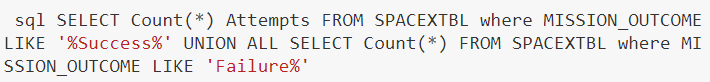 sql SELECT Count(*) Attempts FROM SPACEXTBL where MISSION_OUTCOME
LIKE '%Success%' UNION ALL SELECT Count(*) FROM SPACEXTBL where MI
SSION_OUTCOME LIKE 'Failure%'